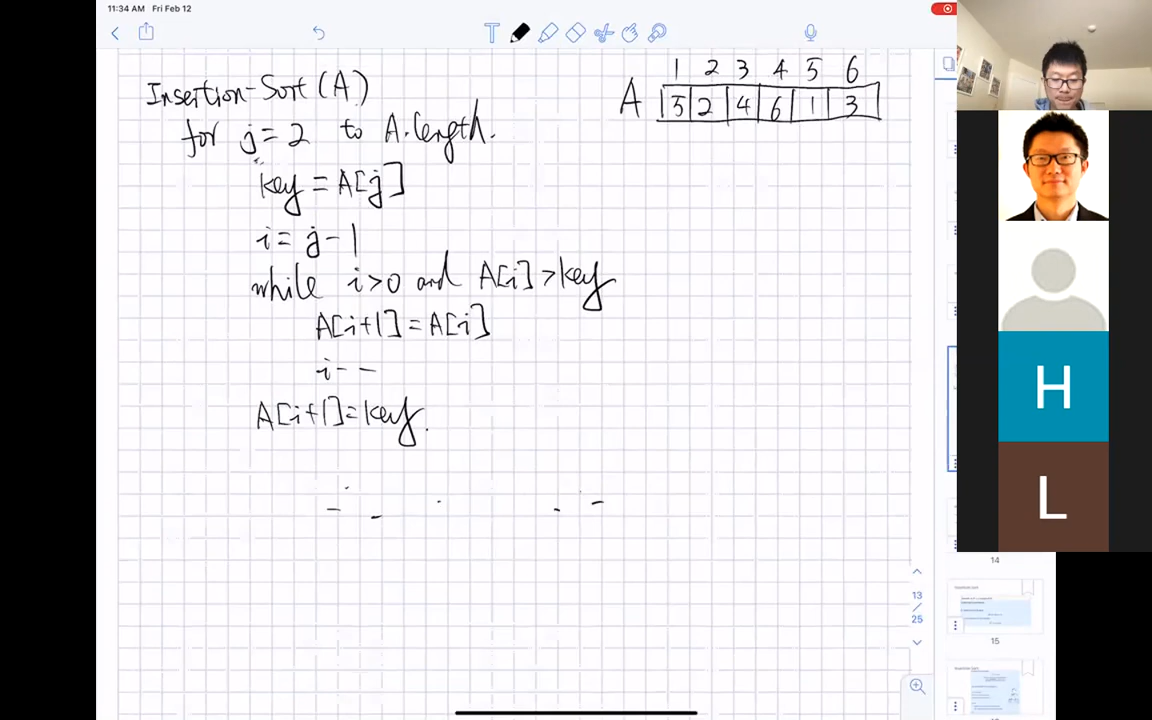 11:34 AM Fri Feb 12
Insertion-Sort (A)
for j = 2 to A.length.
key = A[j]
i = j - 1
while i > 0 and A[i] > key
A[i+1] = A[i]
i--
A[i+1] = key.
1 2 3 4 5 6
A 5 2 4 6 1 3
H
L
13
/
25
14
15